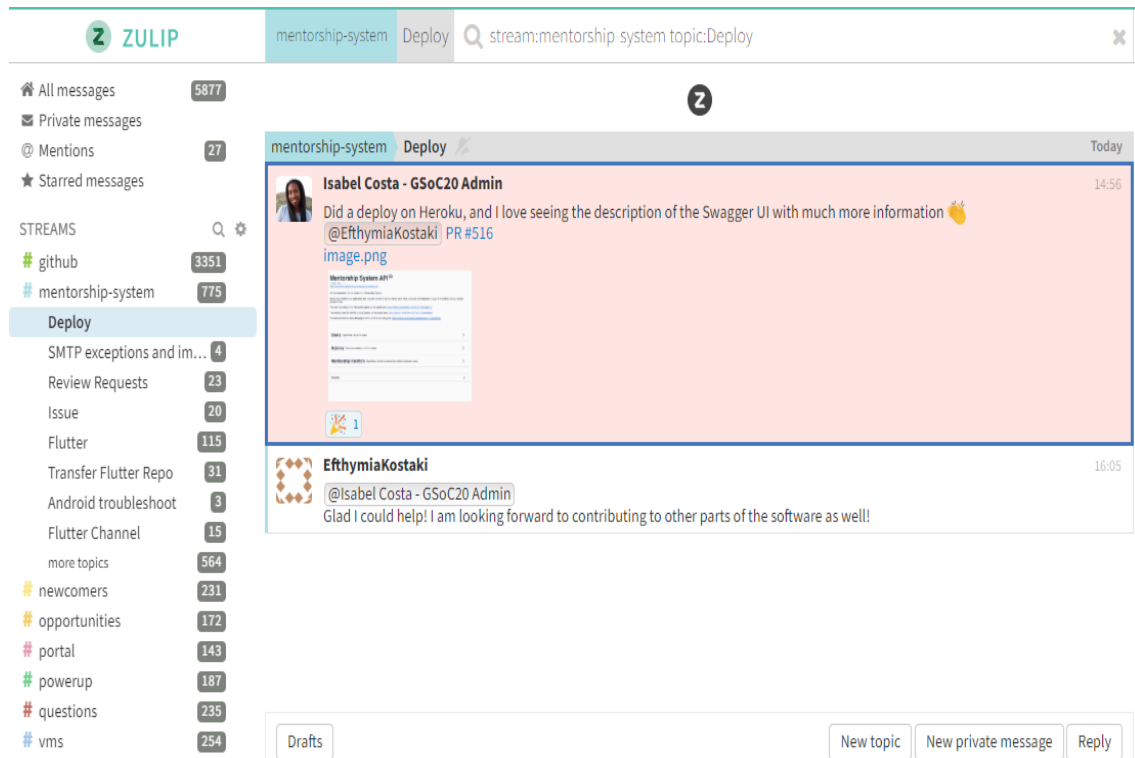 ZULIP
mentorship-system Deploy stream:mentorship-system topic:Deploy
All messages 5877
Private messages
@ Mentions 27
Starred messages
STREAMS
# github 3351
# mentorship-system 775
Deploy
SMTP exceptions and im... 4
Review Requests 23
Issue 20
Flutter 115
Transfer Flutter Repo 31
Android troubleshoot 3
Flutter Channel 15
more topics 564
# newcomers 231
# opportunities 172
# portal 143
# powerup 187
# questions 235
# vms 254
mentorship-system Deploy Today
Isabel Costa - GSoC20 Admin 14:56
Did a deploy on Heroku, and I love seeing the description of the Swagger UI with much more information
@EfthymiaKostaki PR #516
image.png
Mentorship System API
1
EfthymiaKostaki 16:05
@Isabel Costa - GSoC20 Admin
Glad I could help! I am looking forward to contributing to other parts of the software as well!
Drafts New topic New private message Reply